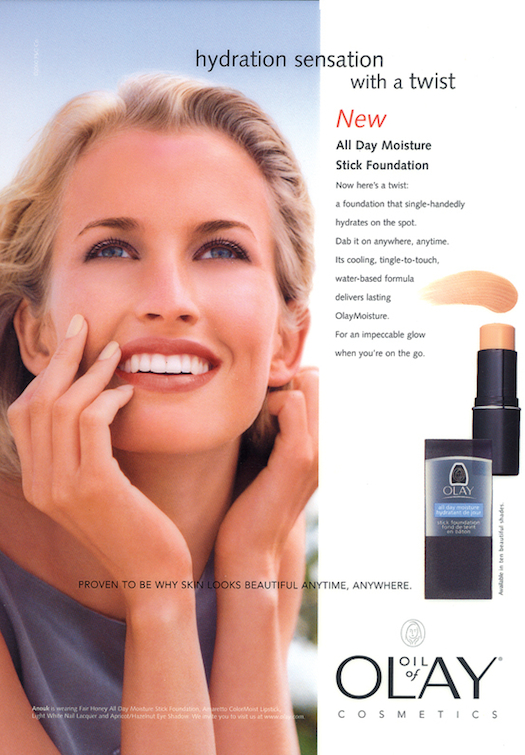 hydration sensation
with a twist
New
All Day Moisture
Stick Foundation
Now here's a twist:
a foundation that single-handedly
hydrates on the spot.
Dab it on anywhere, anytime.
Its cooling, tingle-to-touch,
water-based formula
delivers lasting
OlayMoisture.
For an impeccable glow
when you're on the go.
OLAY
all day moisture
hydratant de jour
stick foundation
fond de teint
en bâton
Available in ten beautiful shades.
PROVEN TO BE WHY SKIN LOOKS BEAUTIFUL ANYTIME, ANYWHERE.
Anouk is wearing Fair Honey All Day Moisture Stick Foundation, Amaretto ColorMoist Lipstick,
Light White Nail Lacquer and Apricot/Hazelnut Eye Shadow. We invite you to visit us at www.olay.com
OIL of OLAY®
COSMETICS